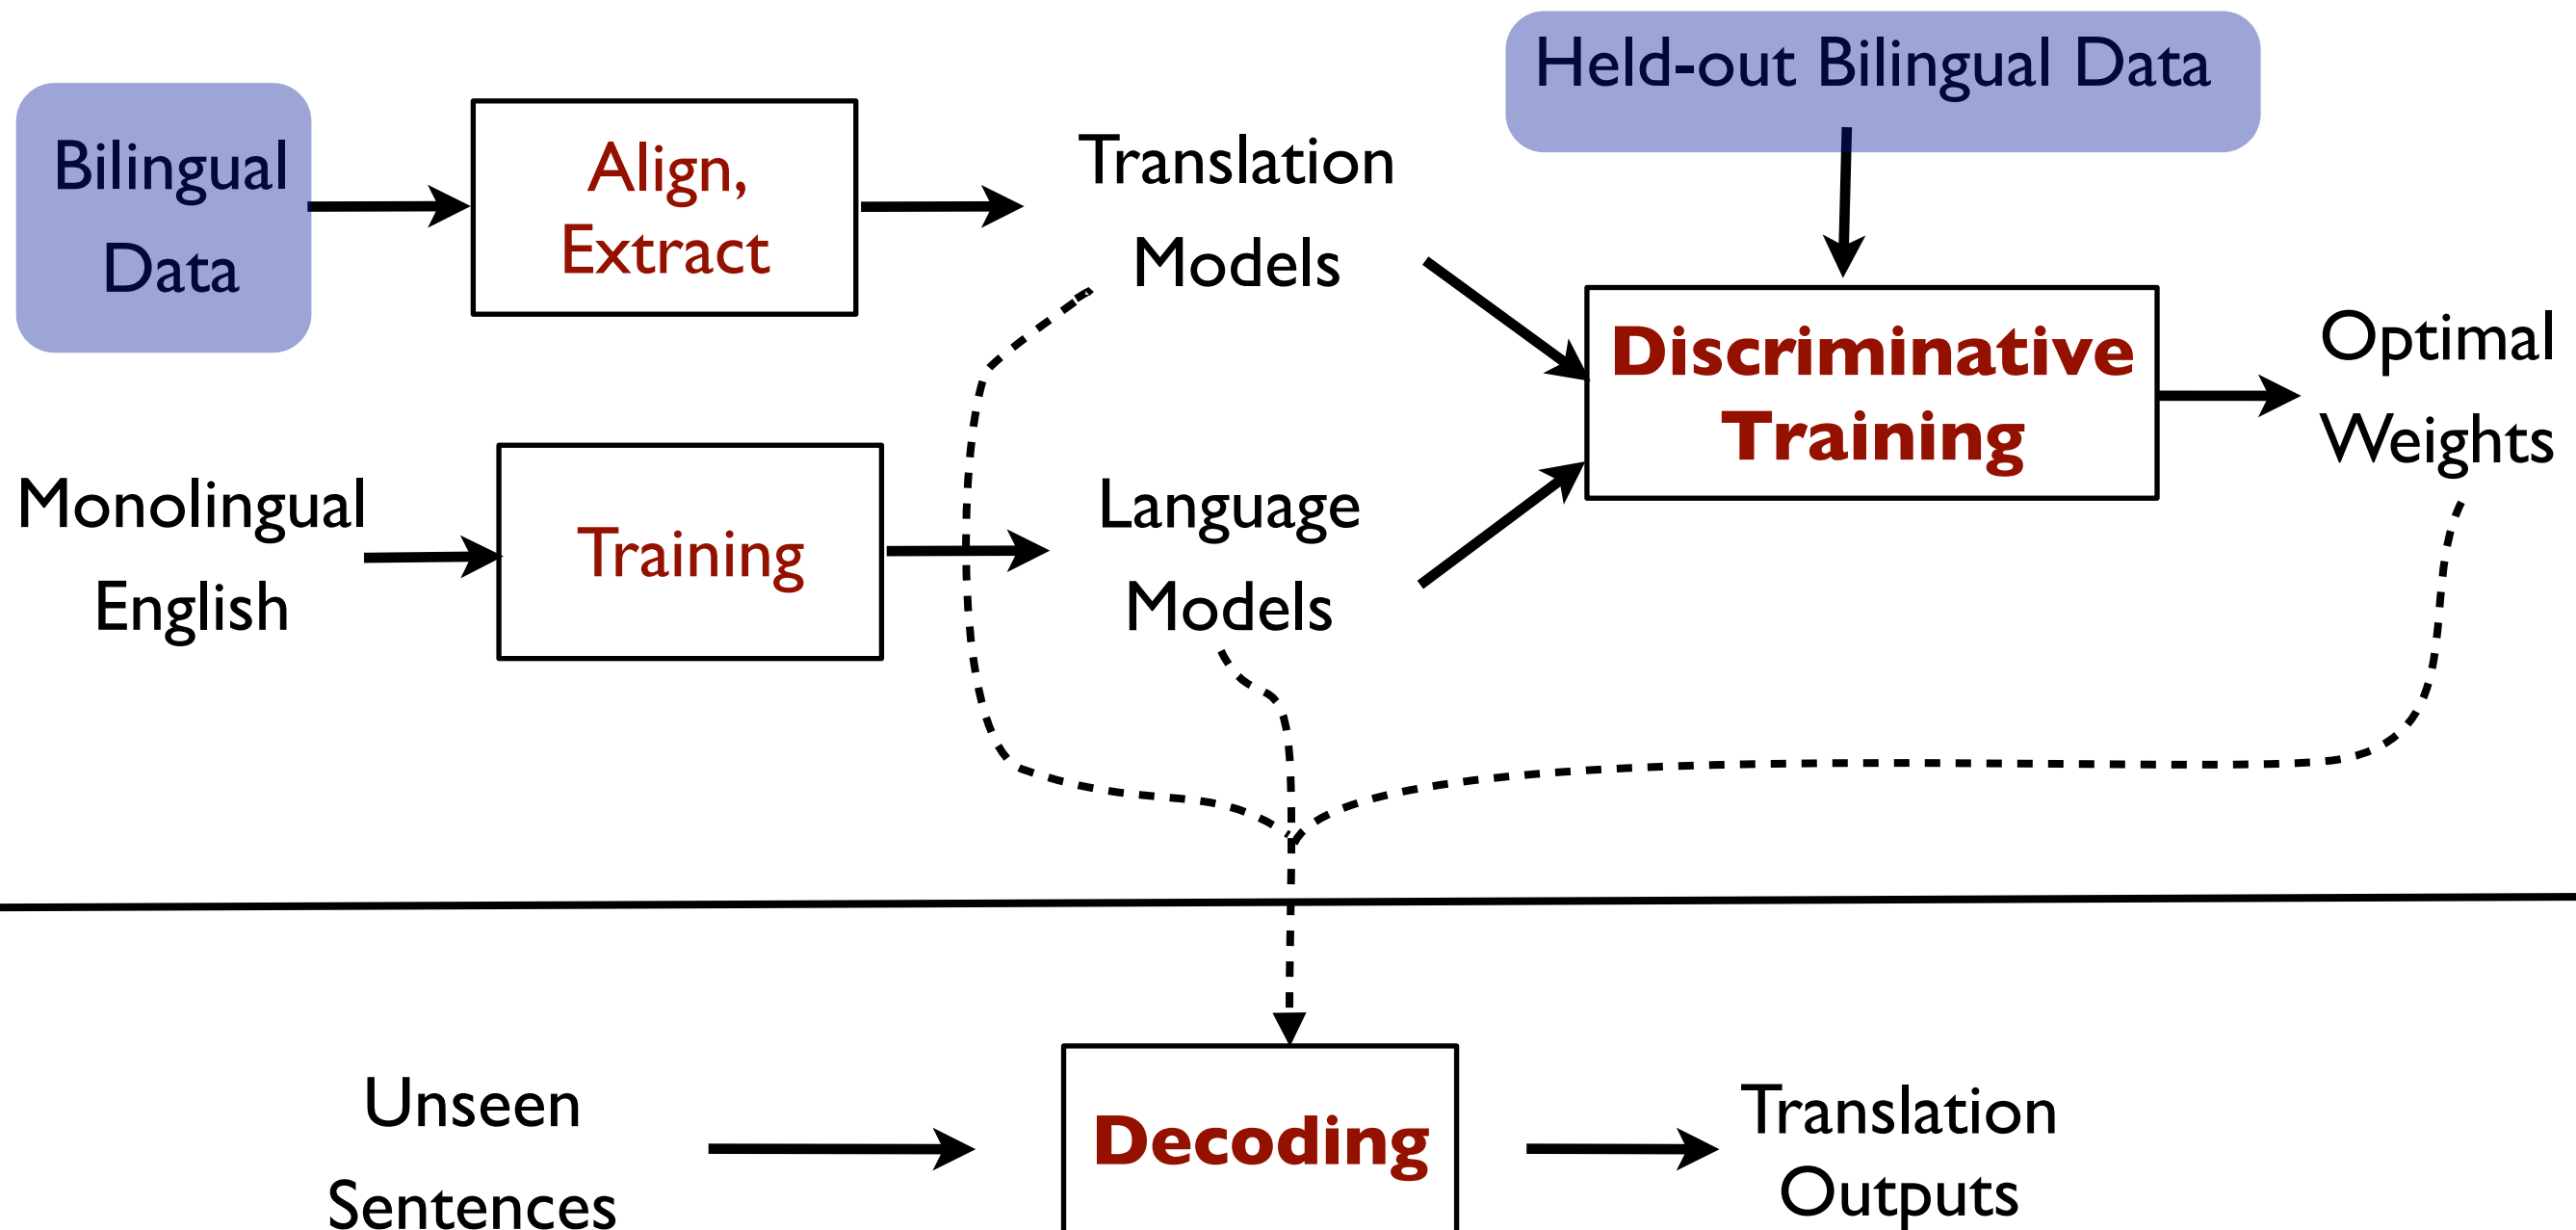 Held-out Bilingual Data
Bilingual
Data
Align,
Extract
Translation
Models
Discriminative
Training
Optimal
Weights
Monolingual
English
Training
Language
Models
Unseen
Sentences
Decoding
Translation
Outputs